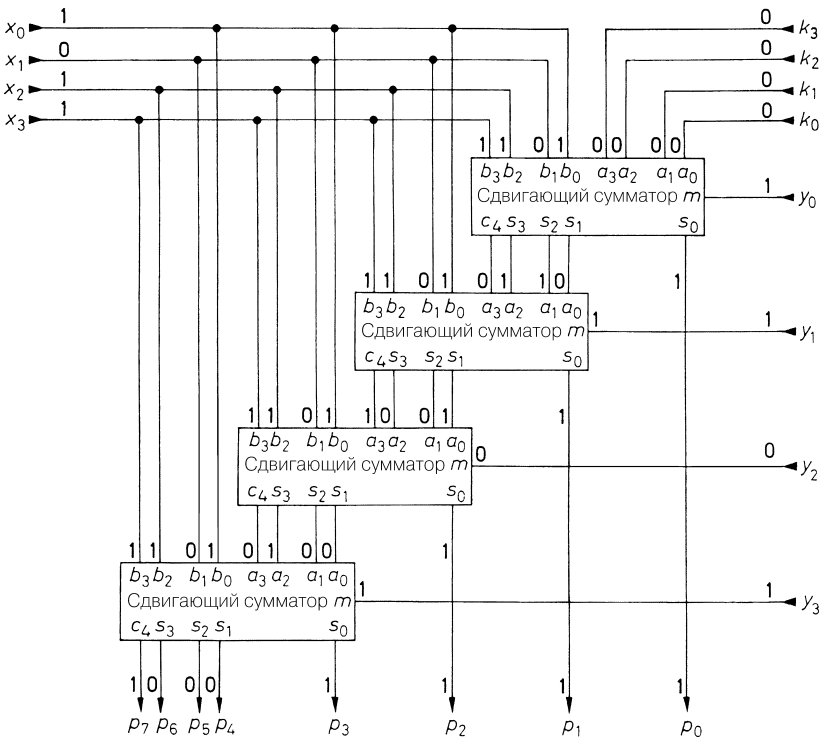 x₀ 1 0 k₃
x₁ 0 0 k₂
x₂ 1 0 k₁
x₃ 1 0 k₀
1 1 0 1 0 0 0 0
b₃ b₂ b₁ b₀ a₃ a₂ a₁ a₀
Сдвигающий сумматор m 1 y₀
c₄ s₃ s₂ s₁ s₀
1 1 0 1 0 1 1 0 1
b₃ b₂ b₁ b₀ a₃ a₂ a₁ a₀
Сдвигающий сумматор m 1 1 y₁
c₄ s₃ s₂ s₁ s₀
1 1 0 1 1 0 0 1 1
b₃ b₂ b₁ b₀ a₃ a₂ a₁ a₀
Сдвигающий сумматор m 0 0 y₂
c₄ s₃ s₂ s₁ s₀
1 1 0 1 0 1 0 0 1
b₃ b₂ b₁ b₀ a₃ a₂ a₁ a₀
Сдвигающий сумматор m 1 1 y₃
c₄ s₃ s₂ s₁ s₀
1 0 0 0 1 1 1 1
p₇ p₆ p₅ p₄ p₃ p₂ p₁ p₀